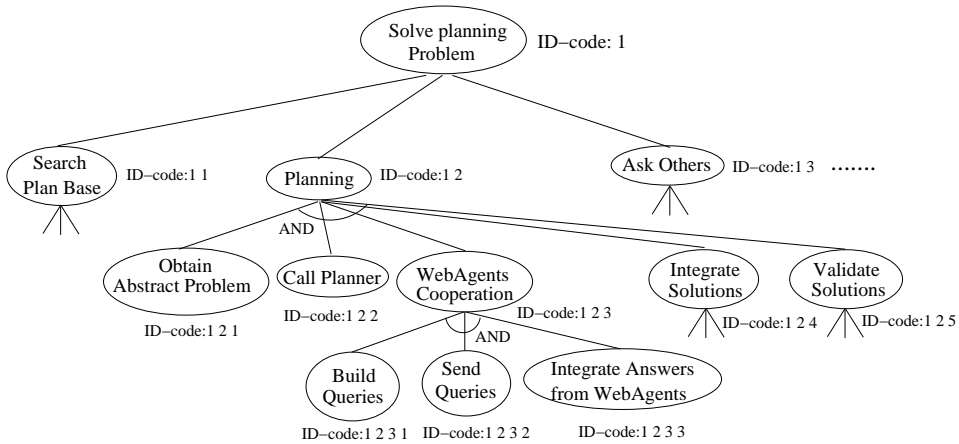 Solve planning
Problem
ID−code: 1
Search
Plan Base
ID−code:1 1
Planning
ID−code:1 2
Ask Others
ID−code:1 3
.......
AND
Obtain
Abstract Problem
ID−code:1 2 1
Call Planner
ID−code:1 2 2
WebAgents
Cooperation
ID−code:1 2 3
Integrate
Solutions
ID−code:1 2 4
Validate
Solutions
ID−code:1 2 5
AND
Build
Queries
ID−code:1 2 3 1
Send
Queries
ID−code:1 2 3 2
Integrate Answers
from WebAgents
ID−code:1 2 3 3